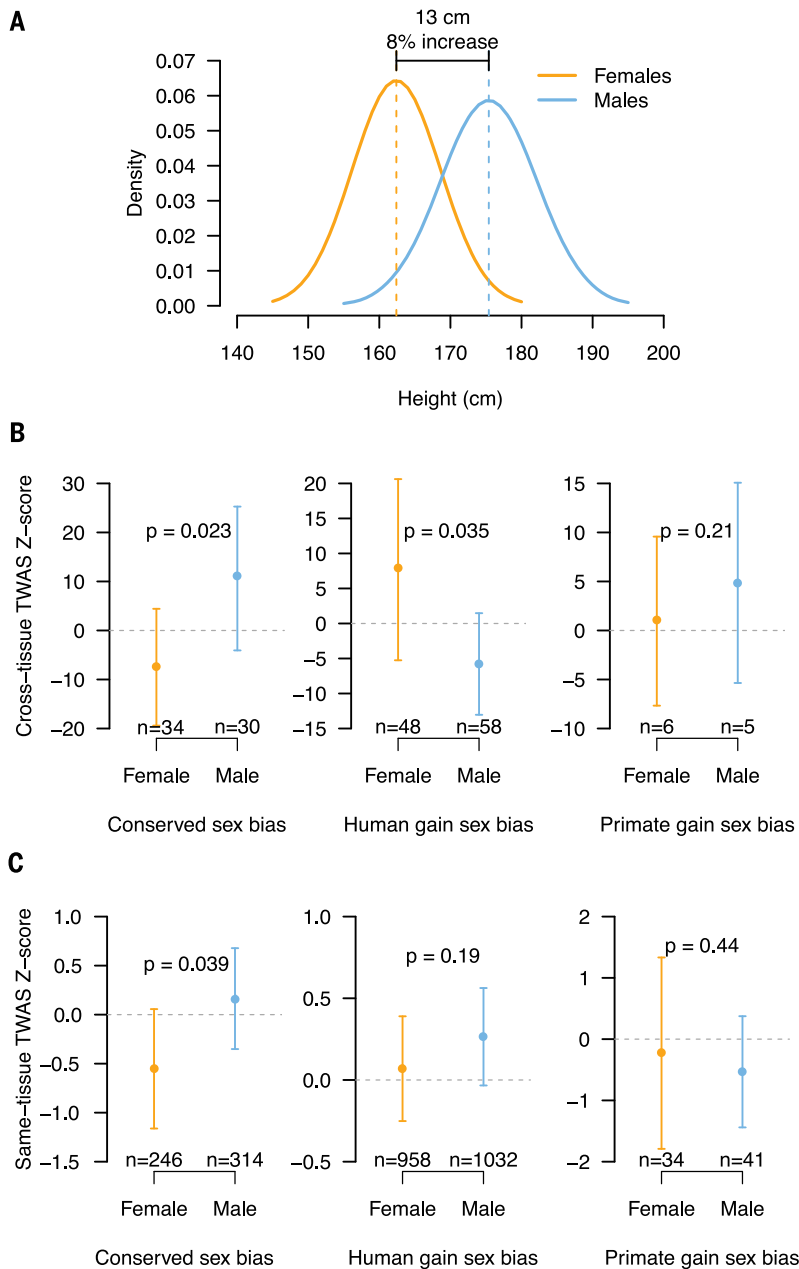 A
13 cm
8% increase
Females
Males
Density
0.07
0.06
0.05
0.04
0.03
0.02
0.01
0.00
140 150 160 170 180 190 200
Height (cm)
B
Cross−tissue TWAS Z−score
30
20
10
0
−10
−20
p = 0.023
n=34 n=30
Female Male
Conserved sex bias
20
15
10
5
0
−5
−10
−15
p = 0.035
n=48 n=58
Female Male
Human gain sex bias
15
10
5
0
−5
−10
p = 0.21
n=6 n=5
Female Male
Primate gain sex bias
C
Same−tissue TWAS Z−score
1.0
0.5
0.0
−0.5
−1.0
−1.5
p = 0.039
n=246 n=314
Female Male
Conserved sex bias
1.0
0.5
0.0
−0.5
p = 0.19
n=958 n=1032
Female Male
Human gain sex bias
2
1
0
−1
−2
p = 0.44
n=34 n=41
Female Male
Primate gain sex bias